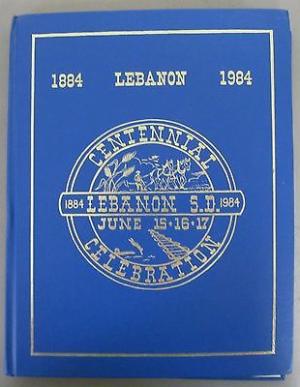 1884 LEBANON 1984
CENTENNIAL
1884 LEBANON S.D. 1984
JUNE 15-16-17
CELEBRATION